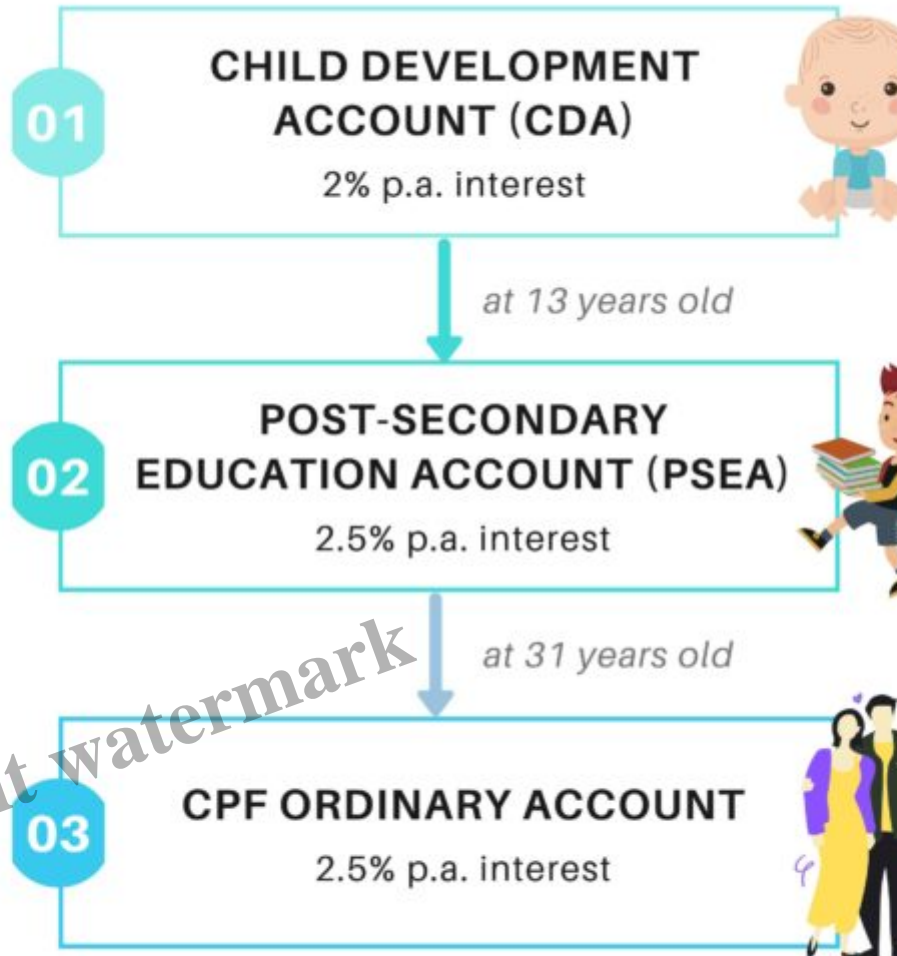 01
CHILD DEVELOPMENT
ACCOUNT (CDA)
2% p.a. interest
at 13 years old
02
POST-SECONDARY
EDUCATION ACCOUNT (PSEA)
2.5% p.a. interest
at 31 years old
watermark
03
CPF ORDINARY ACCOUNT
2.5% p.a. interest